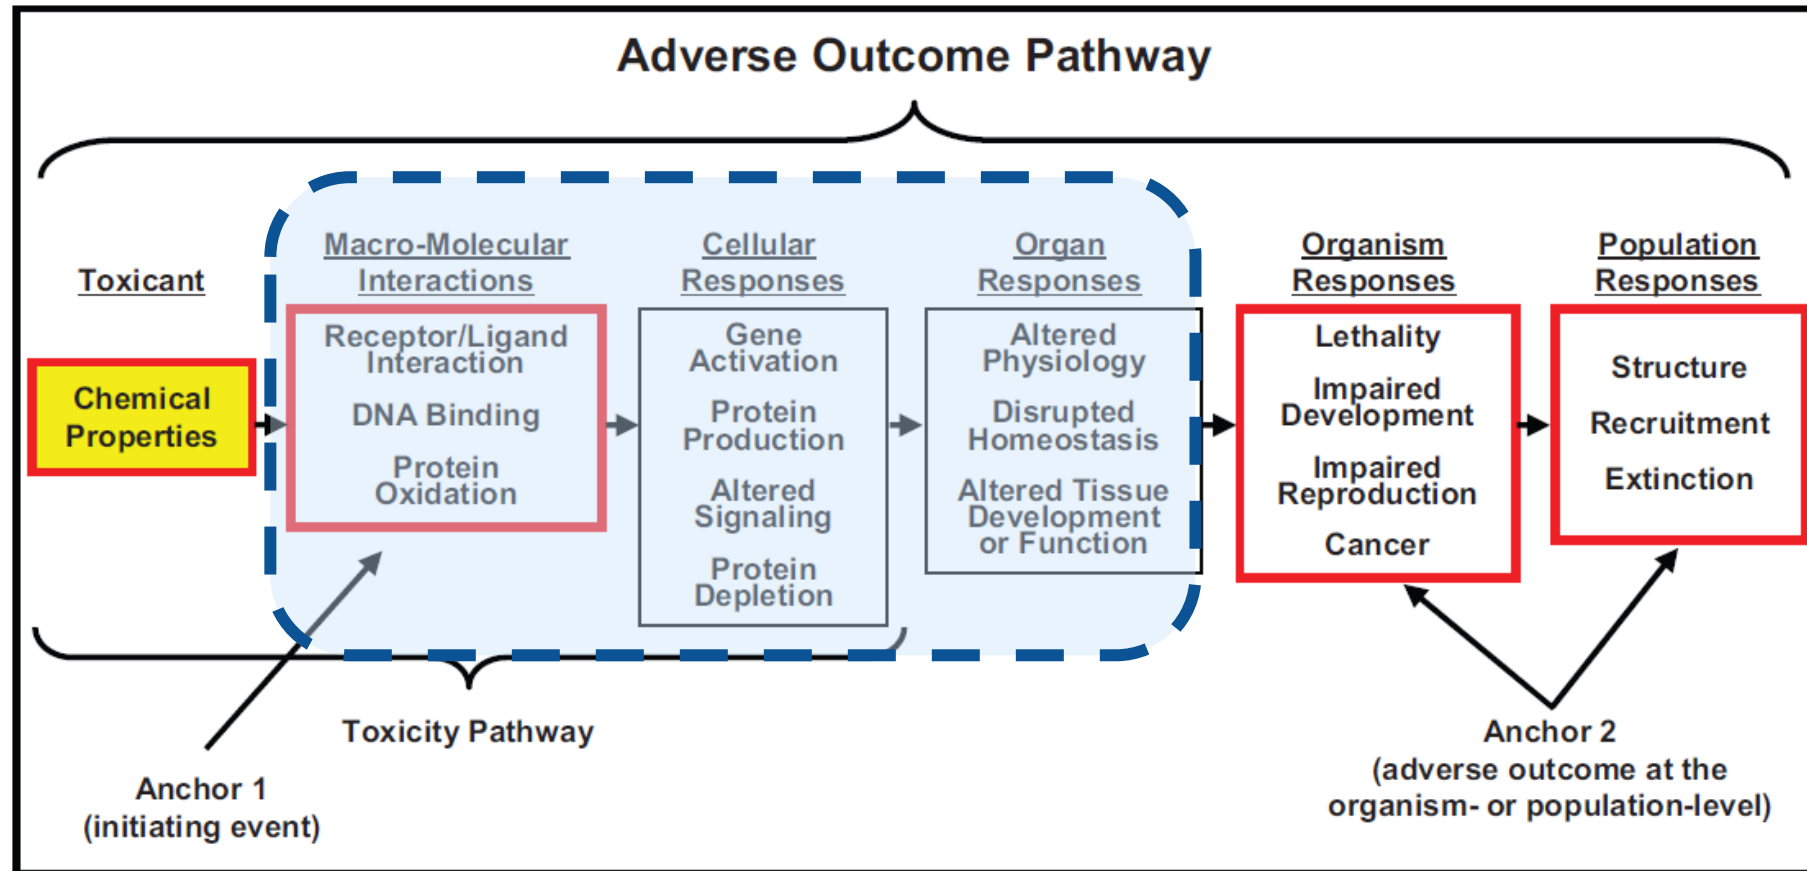 Adverse Outcome Pathway
Toxicant
Chemical
Properties
Macro-Molecular
Interactions
Receptor/Ligand
Interaction
DNA Binding
Protein
Oxidation
Cellular
Responses
Gene
Activation
Protein
Production
Altered
Signaling
Protein
Depletion
Organ
Responses
Altered
Physiology
Disrupted
Homeostasis
Altered Tissue
Development
or Function
Organism
Responses
Lethality
Impaired
Development
Impaired
Reproduction
Cancer
Population
Responses
Structure
Recruitment
Extinction
Toxicity Pathway
Anchor 1
(initiating event)
Anchor 2
(adverse outcome at the
organism- or population-level)